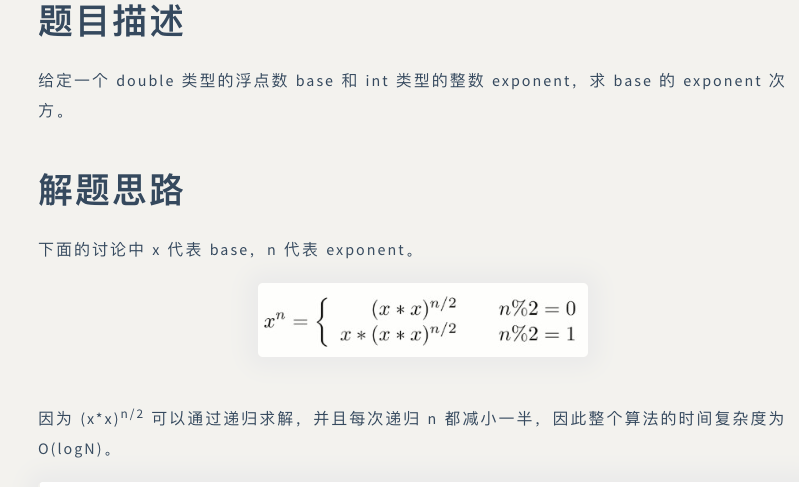 题目描述
给定一个 double 类型的浮点数 base 和 int 类型的整数 exponent，求 base 的 exponent 次
方。
解题思路
下面的讨论中 x 代表 base，n 代表 exponent。
xⁿ = { (x * x)^{n/2} n%2 = 0
x * (x * x)^{n/2} n%2 = 1
因为 (x*x)^{n/2} 可以通过递归求解，并且每次递归 n 都减小一半，因此整个算法的时间复杂度为
O(logN)。